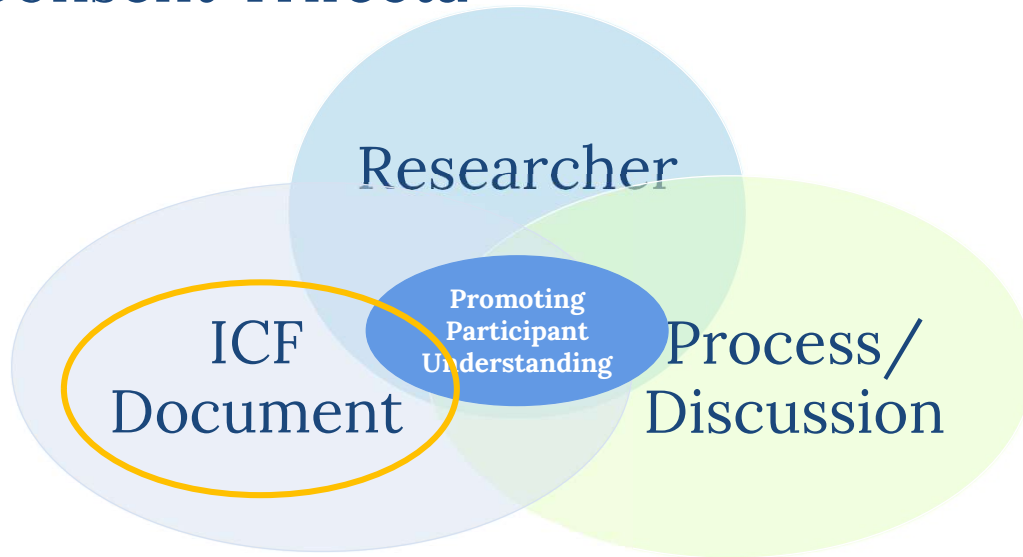 Researcher
Promoting
Participant
Understanding
ICF
Document
Process/
Discussion